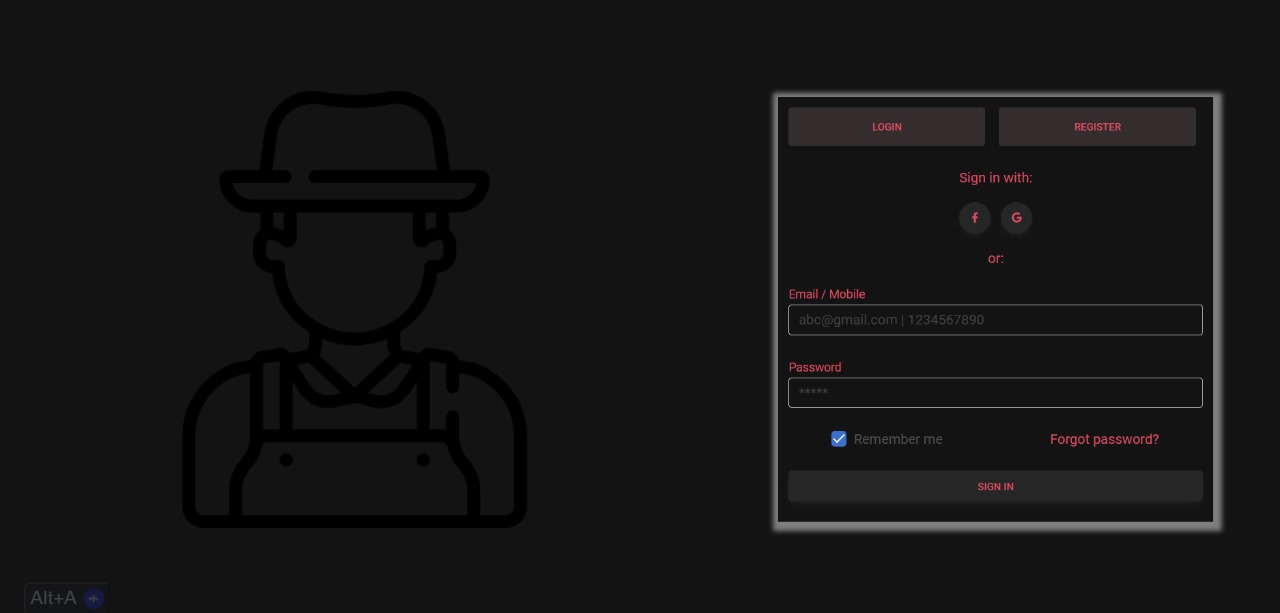 LOGIN REGISTER
Sign in with:
or:
Email / Mobile
abc@gmail.com | 1234567890
Password
*****
Remember me Forgot password?
SIGN IN
Alt+A